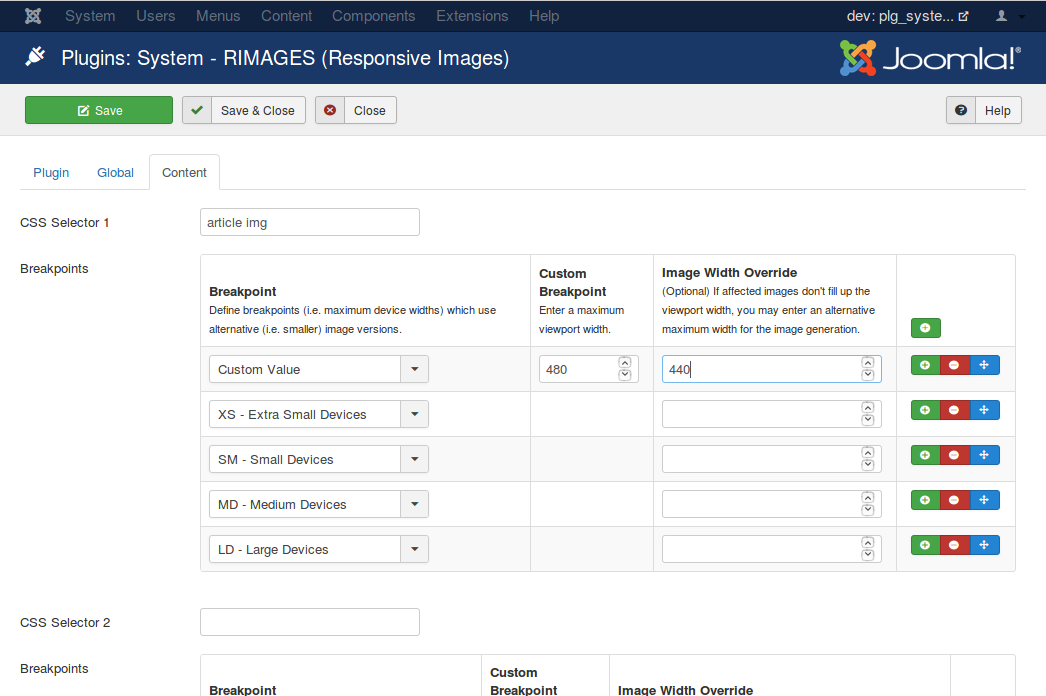 System Users Menus Content Components Extensions Help dev: plg_syste...
Plugins: System - RIMAGES (Responsive Images) Joomla!®
Save Save & Close Close Help
Plugin Global Content
CSS Selector 1 article img
Breakpoints
Breakpoint
Define breakpoints (i.e. maximum device widths) which use
alternative (i.e. smaller) image versions.
Custom
Breakpoint
Enter a maximum
viewport width.
Image Width Override
(Optional) If affected images don't fill up the
viewport width, you may enter an alternative
maximum width for the image generation.
Custom Value 480 440
XS - Extra Small Devices
SM - Small Devices
MD - Medium Devices
LD - Large Devices
CSS Selector 2
Breakpoints
Breakpoint
Custom
Breakpoint
Image Width Override